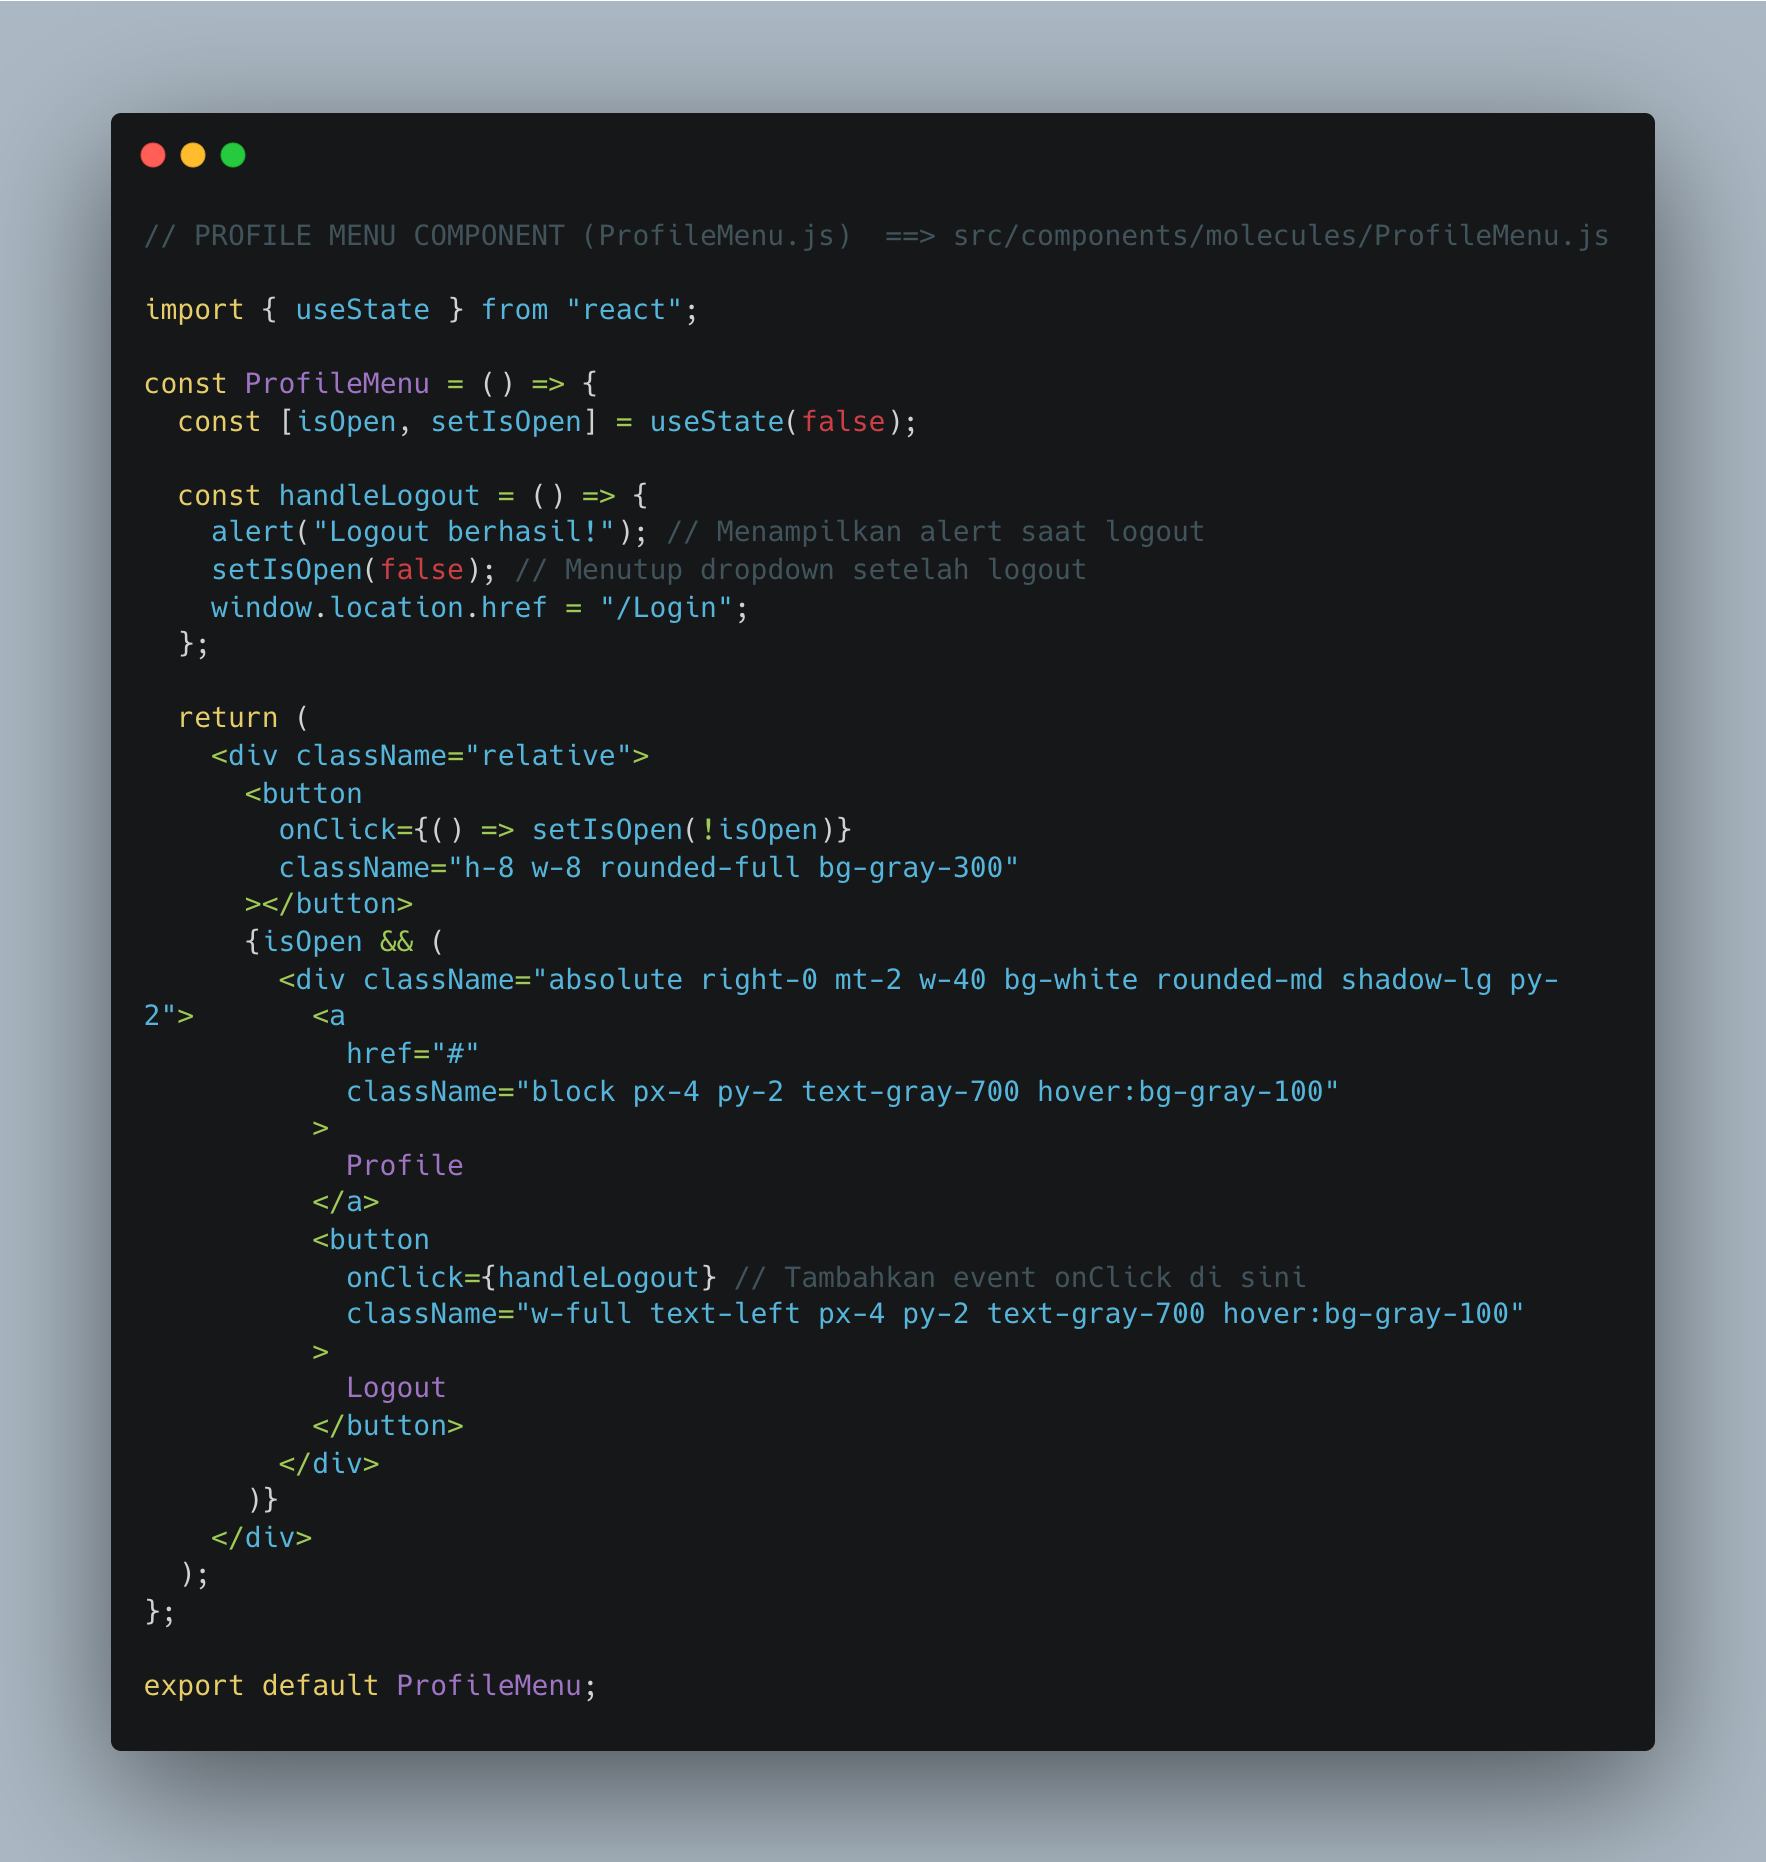 // PROFILE MENU COMPONENT (ProfileMenu.js)  ==> src/components/molecules/ProfileMenu.js

import { useState } from "react";

const ProfileMenu = () => {
  const [isOpen, setIsOpen] = useState(false);

  const handleLogout = () => {
    alert("Logout berhasil!"); // Menampilkan alert saat logout
    setIsOpen(false); // Menutup dropdown setelah logout
    window.location.href = "/Login";
  };

  return (
    <div className="relative">
      <button
        onClick={() => setIsOpen(!isOpen)}
        className="h-8 w-8 rounded-full bg-gray-300"
      ></button>
      {isOpen && (
        <div className="absolute right-0 mt-2 w-40 bg-white rounded-md shadow-lg py-
2">       <a
            href="#"
            className="block px-4 py-2 text-gray-700 hover:bg-gray-100"
          >
            Profile
          </a>
          <button
            onClick={handleLogout} // Tambahkan event onClick di sini
            className="w-full text-left px-4 py-2 text-gray-700 hover:bg-gray-100"
          >
            Logout
          </button>
        </div>
      )}
    </div>
  );
};

export default ProfileMenu;